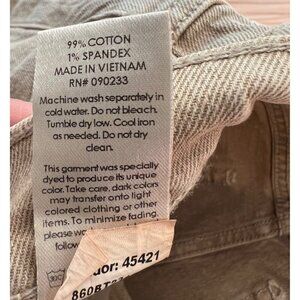 99% COTTON
1% SPANDEX
MADE IN VIETNAM
RN# 090233
Machine wash separately in
cold water. Do not bleach.
Tumble dry low. Cool iron
as needed. Do not dry
clean.
This garment was specially
dyed to produce its unique
color. Take care, dark colors
may transfer onto light
colored clothing or other
items. To minimize fading,
please
follow
dor: 45421
860BT